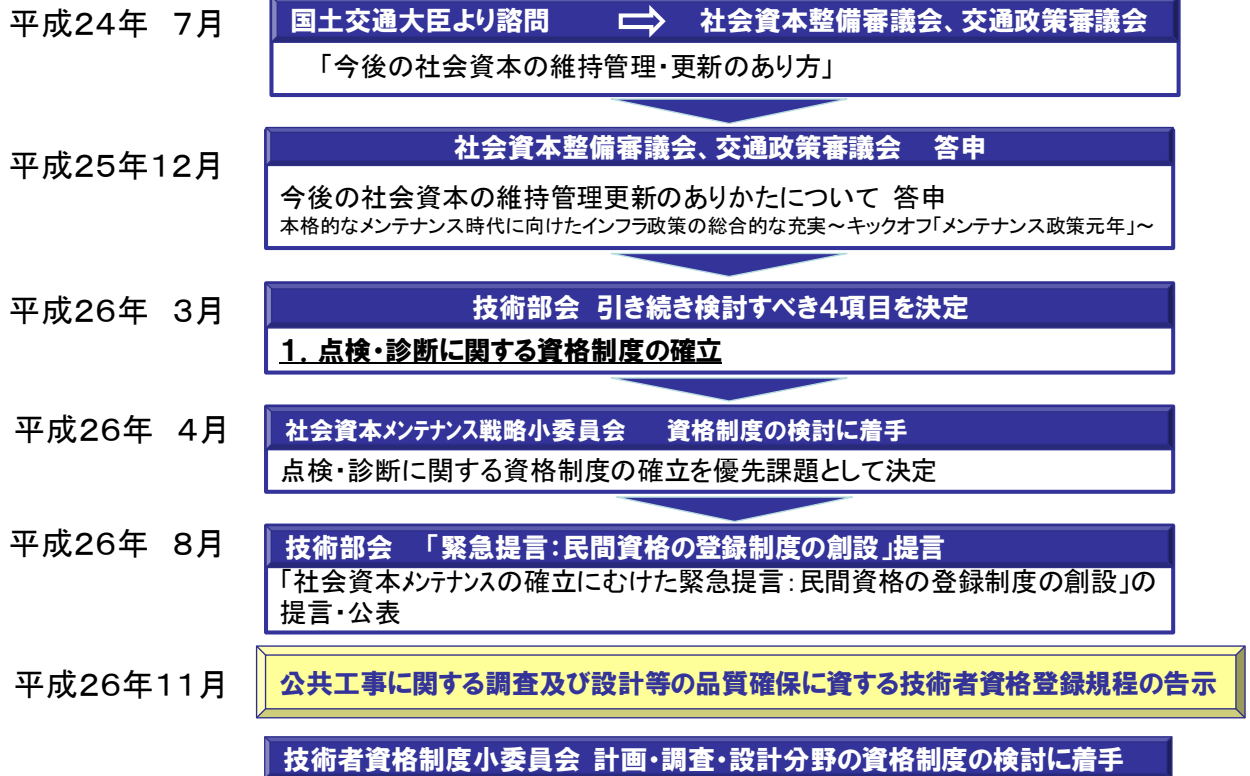 平成24年 7月
国土交通大臣より諮問 ⇨ 社会資本整備審議会、交通政策審議会
「今後の社会資本の維持管理・更新のあり方」
平成25年12月
社会資本整備審議会、交通政策審議会 答申
今後の社会資本の維持管理更新のありかたについて 答申
本格的なメンテナンス時代に向けたインフラ政策の総合的な充実～キックオフ「メンテナンス政策元年」～
平成26年 3月
技術部会 引き続き検討すべき4項目を決定
1. 点検・診断に関する資格制度の確立
平成26年 4月
社会資本メンテナンス戦略小委員会 資格制度の検討に着手
点検・診断に関する資格制度の確立を優先課題として決定
平成26年 8月
技術部会 「緊急提言：民間資格の登録制度の創設」提言
「社会資本メンテナンスの確立にむけた緊急提言：民間資格の登録制度の創設」の
提言・公表
平成26年11月
公共工事に関する調査及び設計等の品質確保に資する技術者資格登録規程の告示
技術者資格制度小委員会 計画・調査・設計分野の資格制度の検討に着手